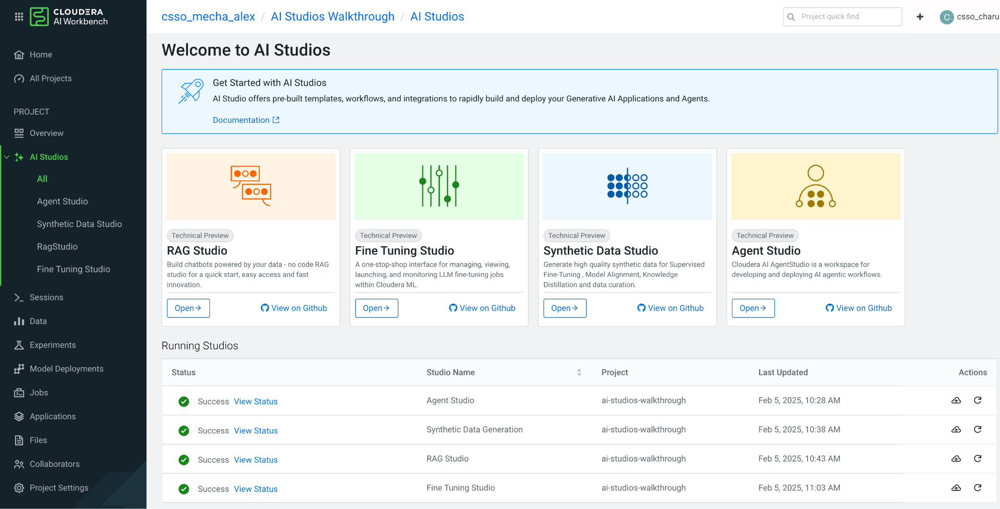 CLOUDERA
AI Workbench
Home
All Projects
PROJECT
Overview
AI Studios
All
Agent Studio
Synthetic Data Studio
RagStudio
Fine Tuning Studio
Sessions
Data
Experiments
Model Deployments
Jobs
Applications
Files
Collaborators
Project Settings
csso_mecha_alex / AI Studios Walkthrough / AI Studios
Project quick find
C csso_charu
Welcome to AI Studios
Get Started with AI Studios
AI Studio offers pre-built templates, workflows, and integrations to rapidly build and deploy your Generative AI Applications and Agents.
Documentation
Technical Preview
RAG Studio
Build chatbots powered by your data - no code RAG
studio for a quick start, easy access and fast
innovation.
Open
View on Github
Technical Preview
Fine Tuning Studio
A one-stop-shop interface for managing, viewing,
launching, and monitoring LLM fine-tuning jobs
within Cloudera ML.
Open
View on Github
Technical Preview
Synthetic Data Studio
Generate high quality synthetic data for Supervised
Fine-Tuning , Model Alignment, Knowledge
Distillation and data curation.
Open
View on Github
Technical Preview
Agent Studio
Cloudera AI AgentStudio is a workspace for
developing and deploying AI agentic workflows.
Open
View on Github
Running Studios
Status Studio Name Project Last Updated Actions
Success View Status Agent Studio ai-studios-walkthrough Feb 5, 2025, 10:28 AM
Success View Status Synthetic Data Generation ai-studios-walkthrough Feb 5, 2025, 10:38 AM
Success View Status RAG Studio ai-studios-walkthrough Feb 5, 2025, 10:43 AM
Success View Status Fine Tuning Studio ai-studios-walkthrough Feb 5, 2025, 11:03 AM